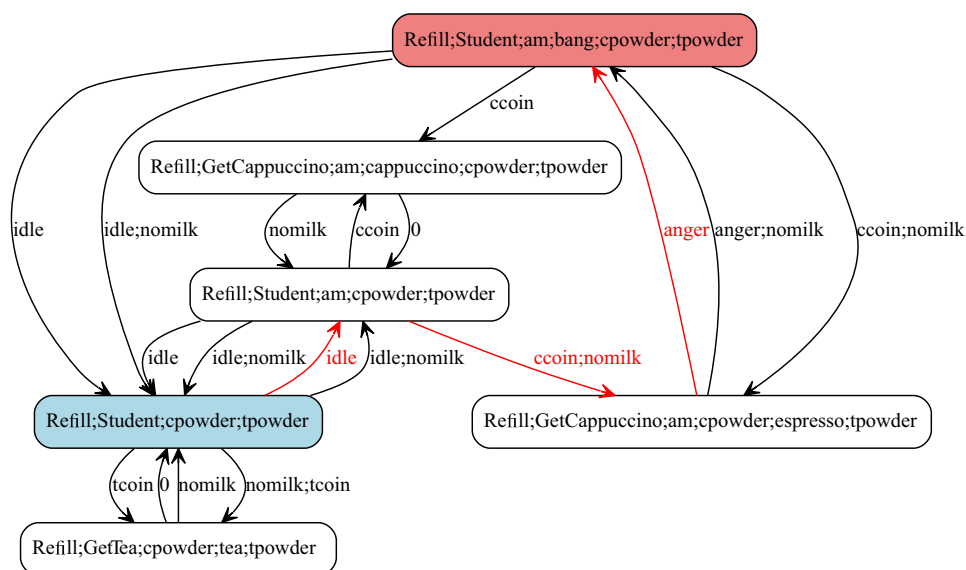 Refill;Student;am;bang;cpowder;tpowder
ccoin
Refill;GetCappuccino;am;cappuccino;cpowder;tpowder
idle
idle;nomilk
nomilk
ccoin
0
anger
anger;nomilk
ccoin;nomilk
Refill;Student;am;cpowder;tpowder
idle
idle;nomilk
idle
idle;nomilk
ccoin;nomilk
Refill;Student;cpowder;tpowder
Refill;GetCappuccino;am;cpowder;espresso;tpowder
tcoin
0
nomilk
nomilk;tcoin
Refill;GetTea;cpowder;tea;tpowder